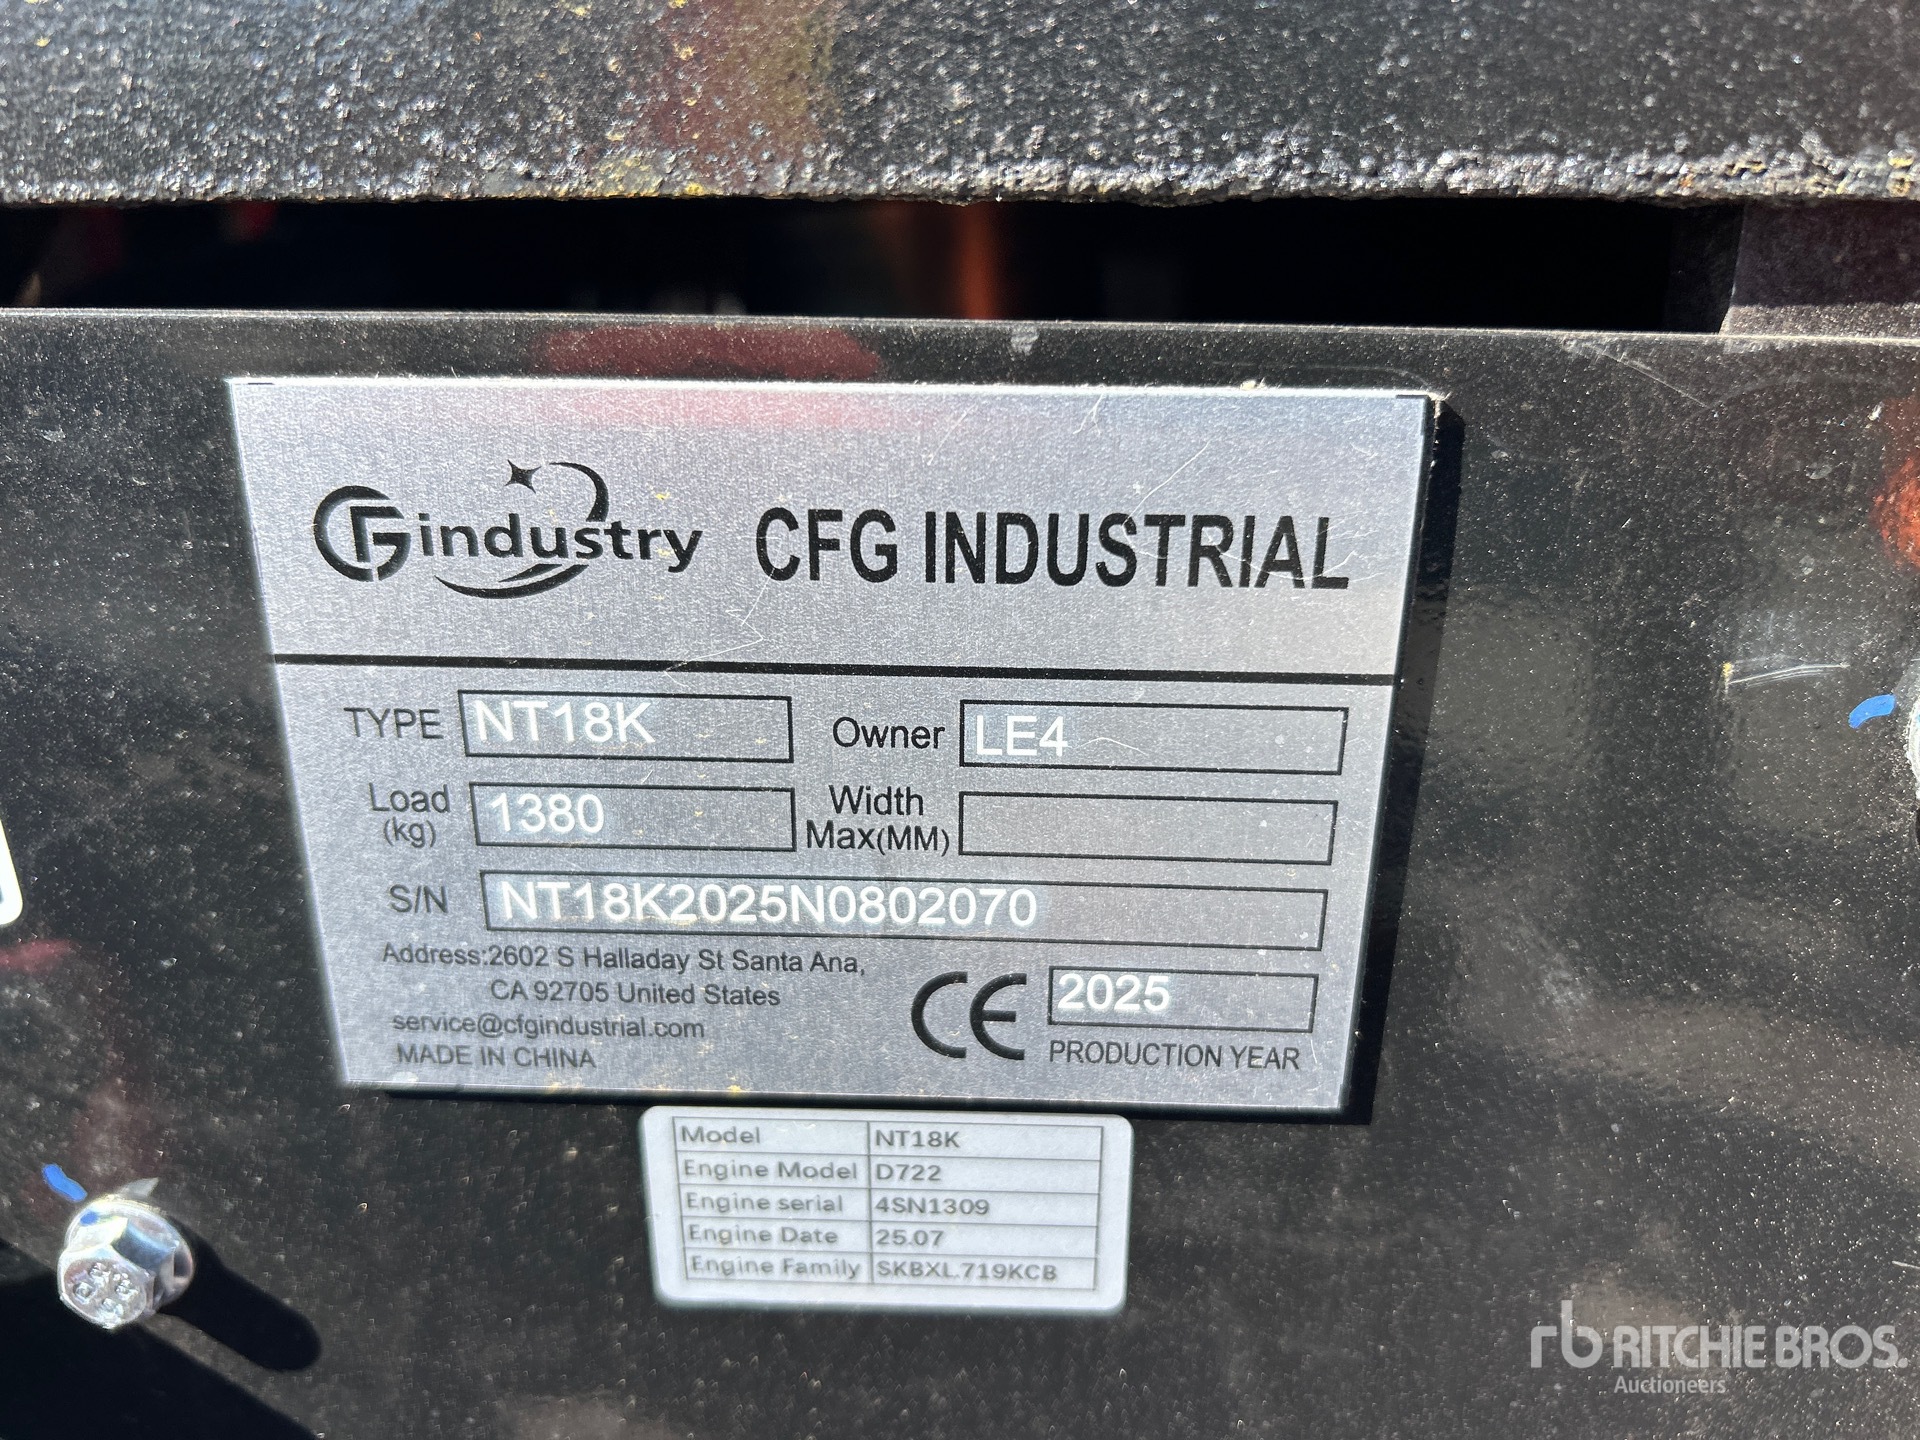 CFGindustry CFG INDUSTRIAL
TYPE NT18K Owner LE4
Load (kg) 1380 Width Max(MM)
S/N NT18K2025N0802070
Address:2602 S Halladay St Santa Ana,
CA 92705 United States
service@cfgindustrial.com
MADE IN CHINA
CE 2025
PRODUCTION YEAR
Model NT18K
Engine Model D722
Engine serial 4SN1309
Engine Date 25.07
Engine Family SKBXL.719KCB
rb RITCHIE BROS.
Auctioneers